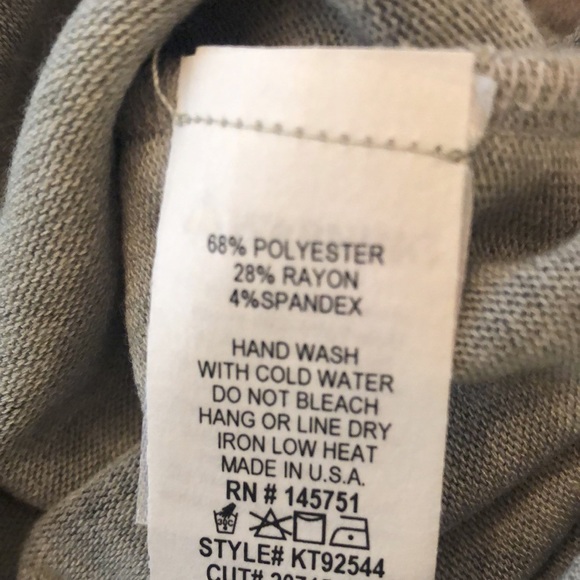 68% POLYESTER
28% RAYON
4%SPANDEX
HAND WASH
WITH COLD WATER
DO NOT BLEACH
HANG OR LINE DRY
IRON LOW HEAT
MADE IN U.S.A.
RN # 145751
STYLE# KT92544
CUT#